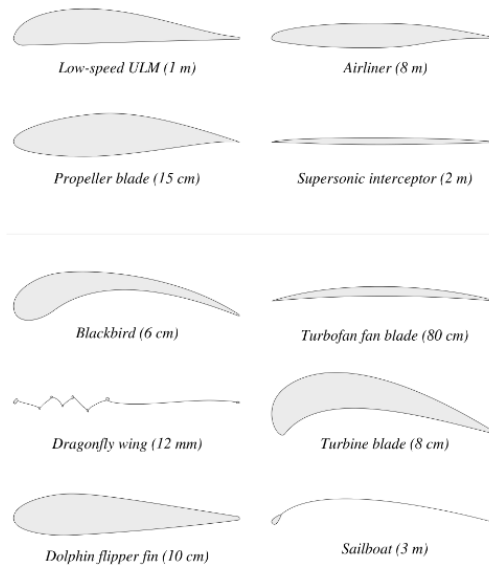 Low-speed ULM (1 m)
Airliner (8 m)
Propeller blade (15 cm)
Supersonic interceptor (2 m)
Blackbird (6 cm)
Turbofan fan blade (80 cm)
Dragonfly wing (12 mm)
Turbine blade (8 cm)
Dolphin flipper fin (10 cm)
Sailboat (3 m)